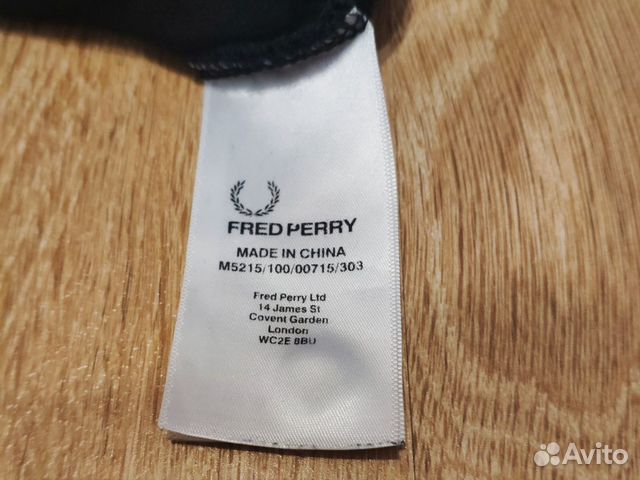 FRED PERRY
MADE IN CHINA
M5215/100/00715/303
Fred Perry Ltd
14 James St
Covent Garden
London
WC2E 8BU
Avito